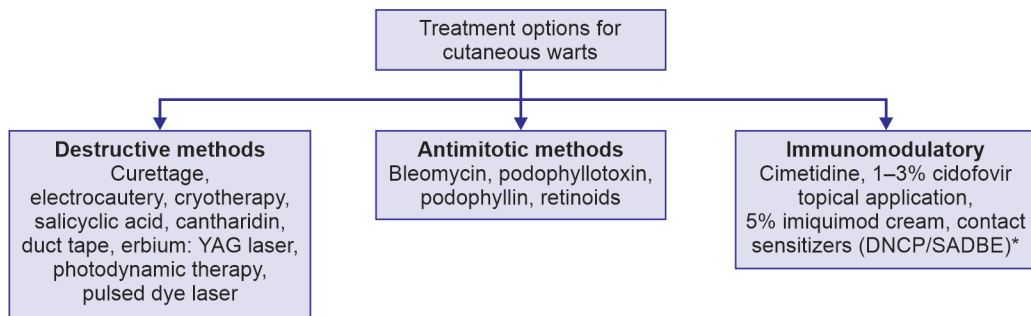 Treatment options for
cutaneous warts
Destructive methods
Curettage,
electrocautery, cryotherapy,
salicyclic acid, cantharidin,
duct tape, erbium: YAG laser,
photodynamic therapy,
pulsed dye laser
Antimitotic methods
Bleomycin, podophyllotoxin,
podophyllin, retinoids
Immunomodulatory
Cimetidine, 1–3% cidofovir
topical application,
5% imiquimod cream, contact
sensitizers (DNCP/SADBE)*